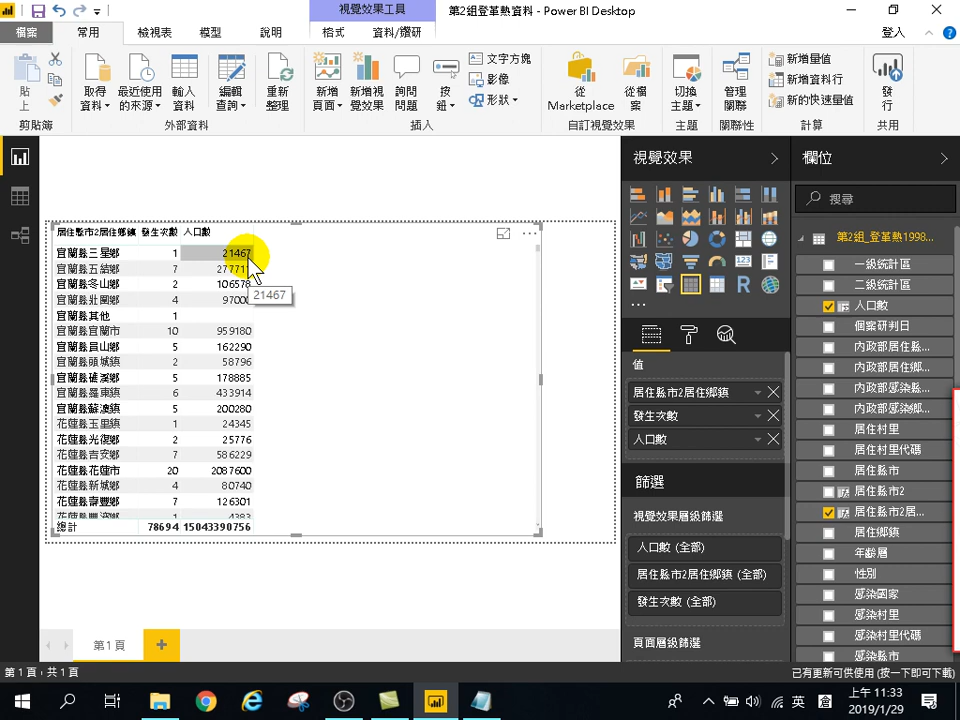 視覺效果工具
第2組登革熱資料 - Power BI Desktop
檔案
常用
檢視表
模型
說明
格式
資料/鑽研
登入
貼上
取得資料
最近使用的來源
輸入資料
編輯查詢
重新整理
新增頁面
新增視覺效果
詢問問題
按鈕
文字方塊
影像
形狀
從 Marketplace
從檔案
切換主題
管理關聯
新增量值
新增資料行
新的快速量值
發行
剪貼簿
外部資料
插入
自訂視覺效果
主題
關聯性
計算
共用
居住縣市2居住鄉鎮 發生次數 人口數
宜蘭縣三星鄉 1 21467
宜蘭縣五結鄉 7 27771
宜蘭縣冬山鄉 2 106578
宜蘭縣壯圍鄉 4 97000
21467
宜蘭縣其他 1
宜蘭縣宜蘭市 10 959180
宜蘭縣員山鄉 5 162290
宜蘭縣頭城鎮 2 58796
宜蘭縣礁溪鄉 5 178885
宜蘭縣羅東鎮 6 433914
宜蘭縣蘇澳鎮 5 200280
花蓮縣玉里鎮 1 24345
花蓮縣光復鄉 2 25776
花蓮縣吉安鄉 7 586229
花蓮縣花蓮市 20 2087600
花蓮縣新城鄉 4 80740
花蓮縣壽豐鄉 7 126301
花蓮縣豐濱鄉 1 4383
總計 78694 15043390756
視覺效果
R
值
居住縣市2居住鄉鎮
發生次數
人口數
篩選
視覺效果層級篩選
人口數 (全部)
居住縣市2居住鄉鎮 (全部)
發生次數 (全部)
頁面層級篩選
欄位
搜尋
第2組_登革熱1998...
一級統計區
二級統計區
人口數
個案研判日
內政部居住縣...
內政部居住鄉...
內政部感染縣...
內政部感染鄉...
居住村里
居住村里代碼
居住縣市
居住縣市2
居住縣市2居...
居住鄉鎮
年齡層
性別
感染國家
感染村里
感染村里代碼
感染縣市
第1頁
第 1 頁，共 1 頁
已有更新可供使用 (按一下即可下載)
英
上午 11:33
2019/1/29